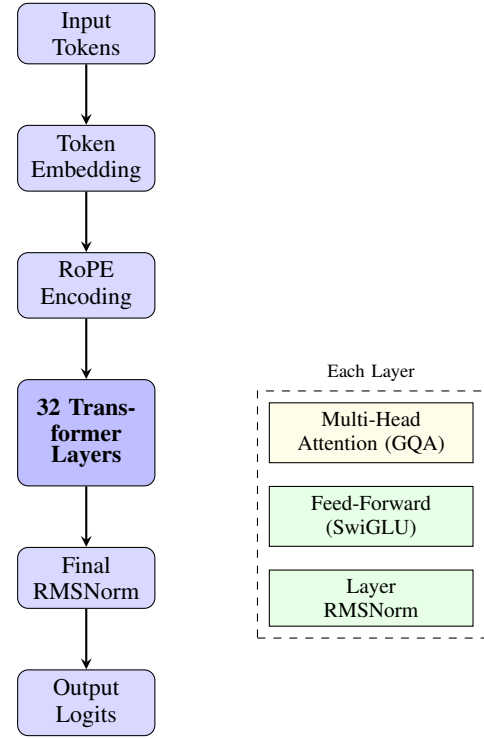 Input
Tokens
Token
Embedding
RoPE
Encoding
32 Trans-
former
Layers
Final
RMSNorm
Output
Logits
Each Layer
Multi-Head
Attention (GQA)
Feed-Forward
(SwiGLU)
Layer
RMSNorm